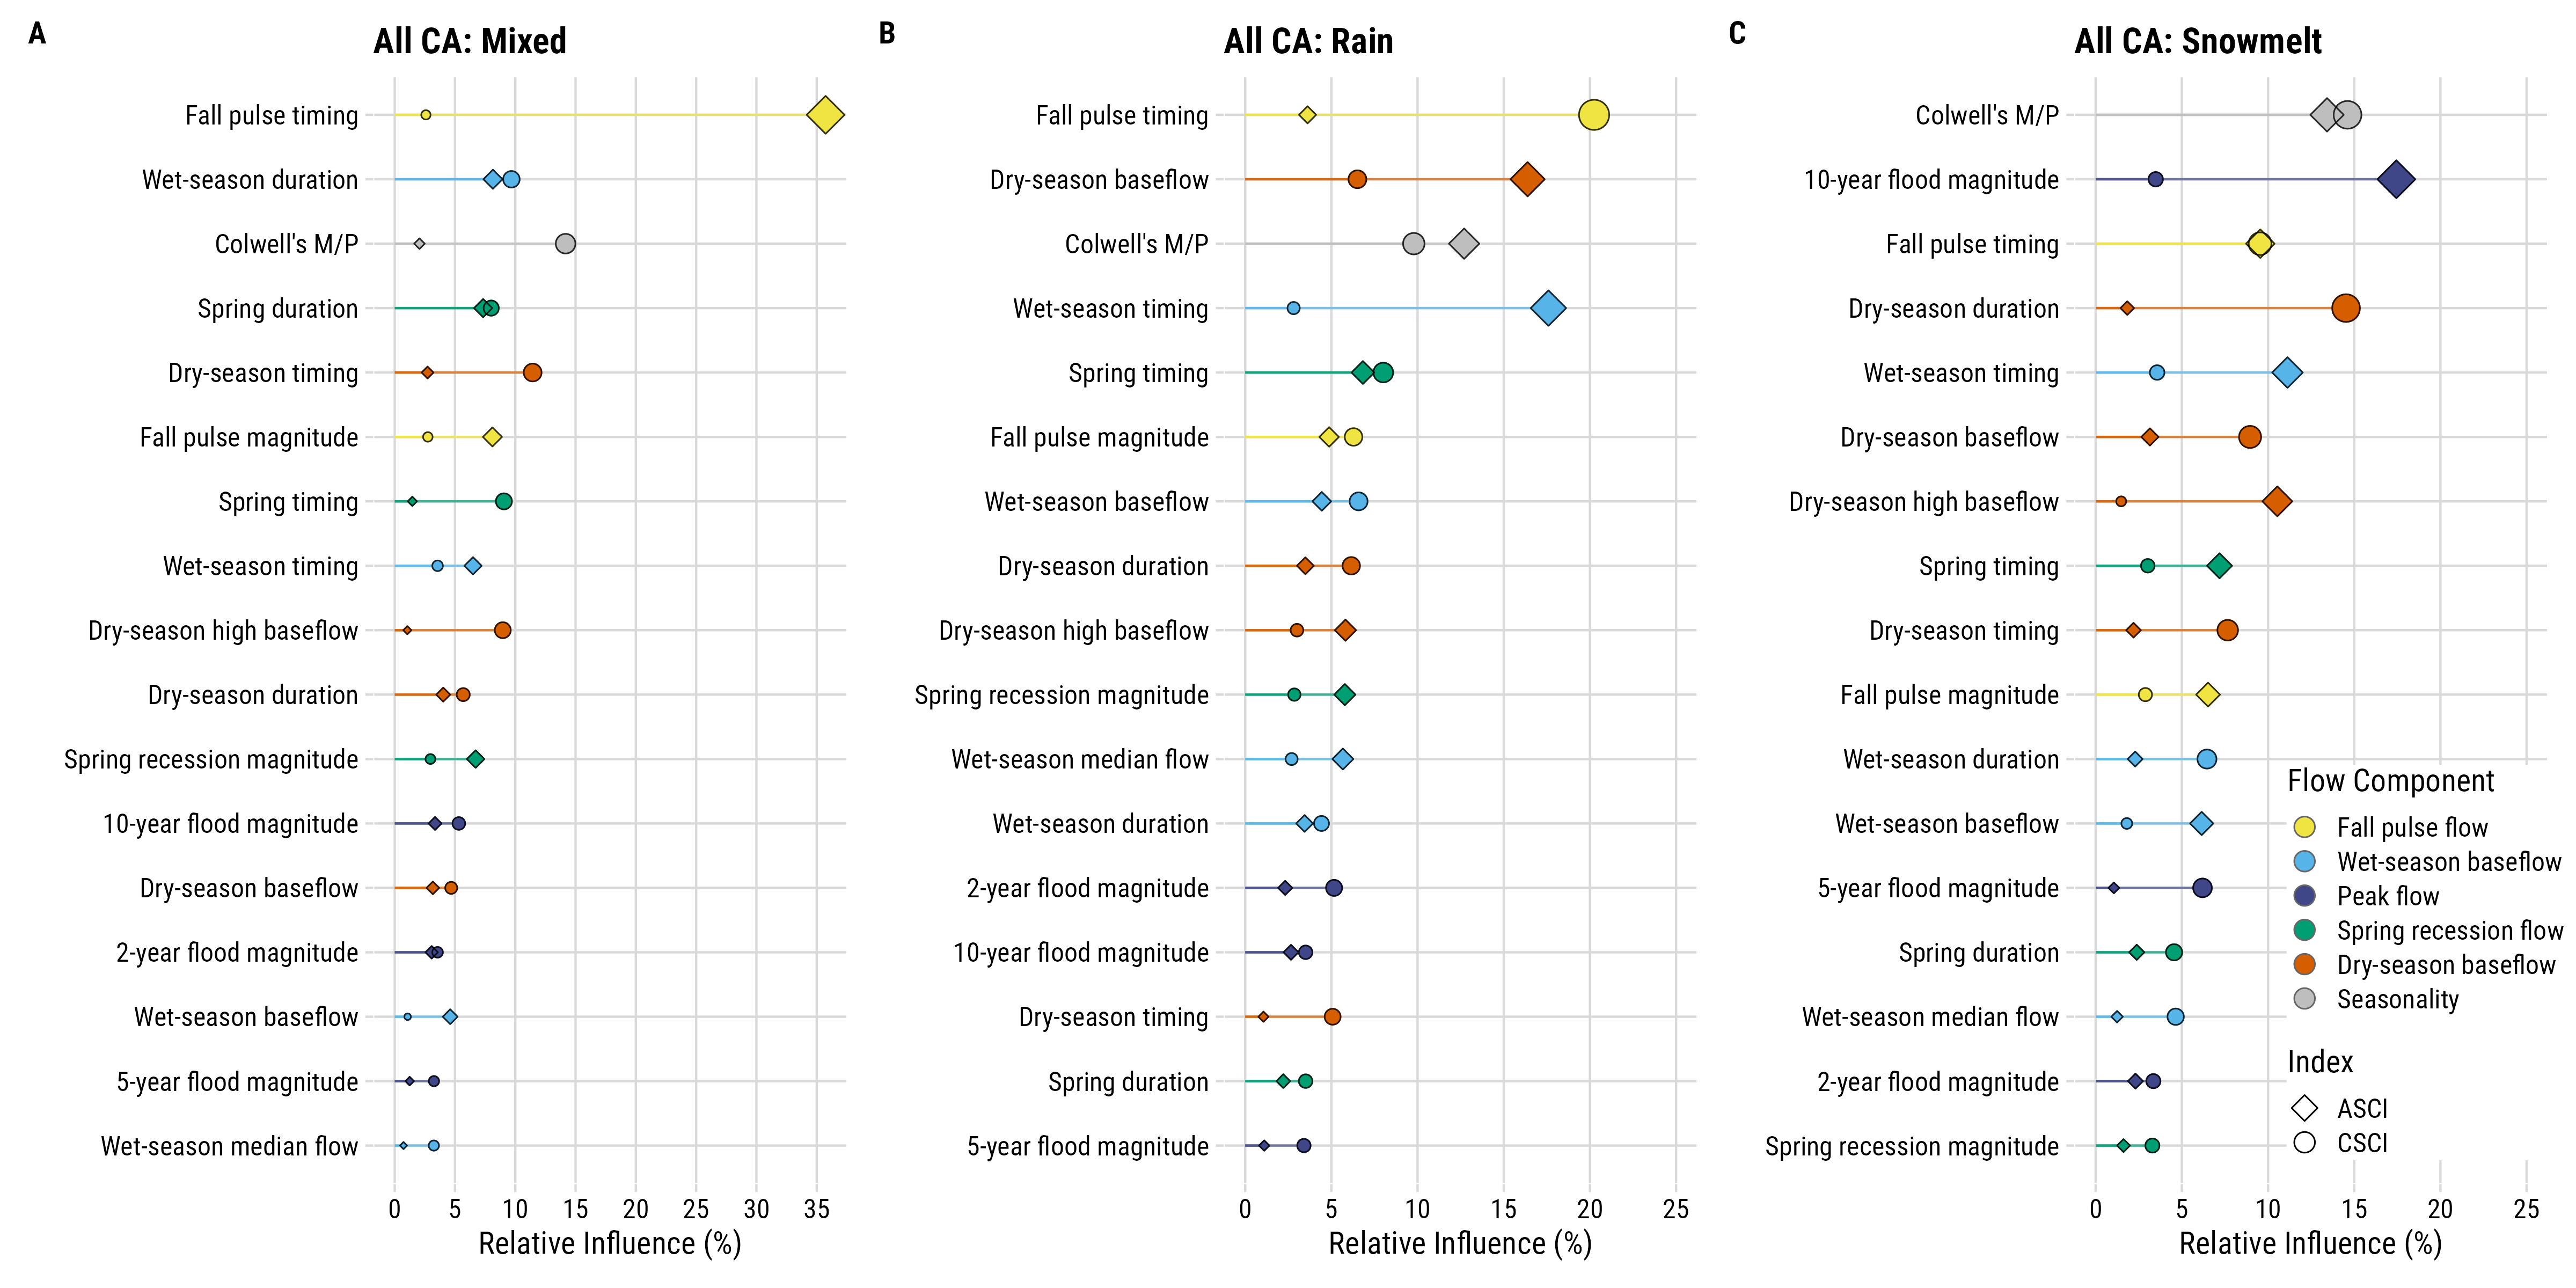 A
All CA: Mixed
Fall pulse timing
Wet-season duration
Colwell's M/P
Spring duration
Dry-season timing
Fall pulse magnitude
Spring timing
Wet-season timing
Dry-season high baseflow
Dry-season duration
Spring recession magnitude
10-year flood magnitude
Dry-season baseflow
2-year flood magnitude
Wet-season baseflow
5-year flood magnitude
Wet-season median flow
0 5 10 15 20 25 30 35
Relative Influence (%)
B
All CA: Rain
Fall pulse timing
Dry-season baseflow
Colwell's M/P
Wet-season timing
Spring timing
Fall pulse magnitude
Wet-season baseflow
Dry-season duration
Dry-season high baseflow
Spring recession magnitude
Wet-season median flow
Wet-season duration
2-year flood magnitude
10-year flood magnitude
Dry-season timing
Spring duration
5-year flood magnitude
0 5 10 15 20 25
Relative Influence (%)
C
All CA: Snowmelt
Colwell's M/P
10-year flood magnitude
Fall pulse timing
Dry-season duration
Wet-season timing
Dry-season baseflow
Dry-season high baseflow
Spring timing
Dry-season timing
Fall pulse magnitude
Wet-season duration
Wet-season baseflow
5-year flood magnitude
Spring duration
Wet-season median flow
2-year flood magnitude
Spring recession magnitude
0 5 10 15 20 25
Relative Influence (%)
Flow Component
Fall pulse flow
Wet-season baseflow
Peak flow
Spring recession flow
Dry-season baseflow
Seasonality
Index
ASCI
CSCI